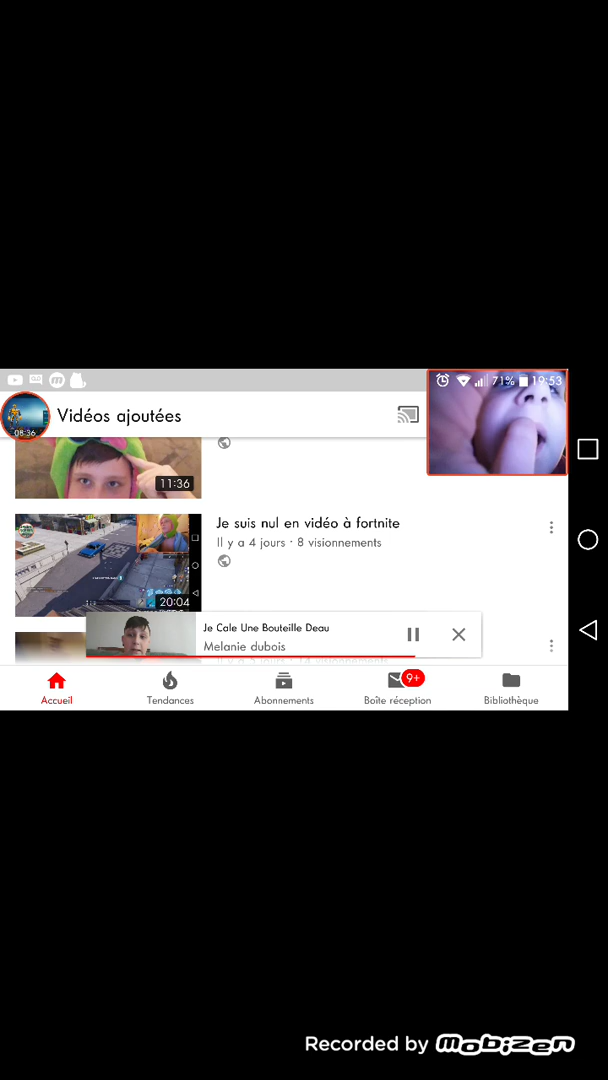 71% 19:53
08:36
Vidéos ajoutées
11:36
Je suis nul en vidéo à fortnite
Il y a 4 jours · 8 visionnements
20:04
Je Cale Une Bouteille Deau
Melanie dubois
9+
Accueil
Tendances
Abonnements
Boîte réception
Bibliothèque
Recorded by mobizen